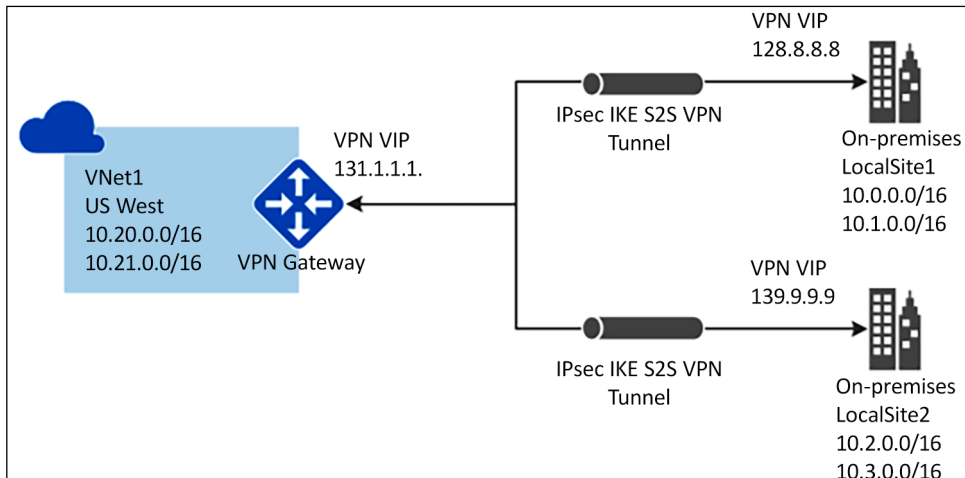 VPN VIP
128.8.8.8
IPsec IKE S2S VPN
Tunnel
On-premises
LocalSite1
10.0.0.0/16
10.1.0.0/16
VPN VIP
131.1.1.1.
VNet1
US West
10.20.0.0/16
10.21.0.0/16
VPN Gateway
VPN VIP
139.9.9.9
IPsec IKE S2S VPN
Tunnel
On-premises
LocalSite2
10.2.0.0/16
10.3.0.0/16